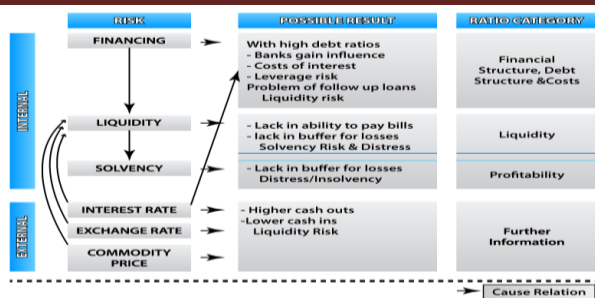 RISK
POSSIBLE RESULT
RATIO CATEGORY
INTERNAL
FINANCING
With high debt ratios
- Banks gain influence
- Costs of interest
- Leverage risk
Problem of follow up loans
Liquidity risk
Financial
Structure, Debt
Structure &Costs
LIQUIDITY
- Lack in ability to pay bills
- lack in buffer for losses
Solvency Risk & Distress
Liquidity
SOLVENCY
- Lack in buffer for losses
Distress/Insolvency
Profitability
EXTERNAL
INTEREST RATE
EXCHANGE RATE
COMMODITY
PRICE
- Higher cash outs
-Lower cash ins
Liquidity Risk
Further
Information
Cause Relation